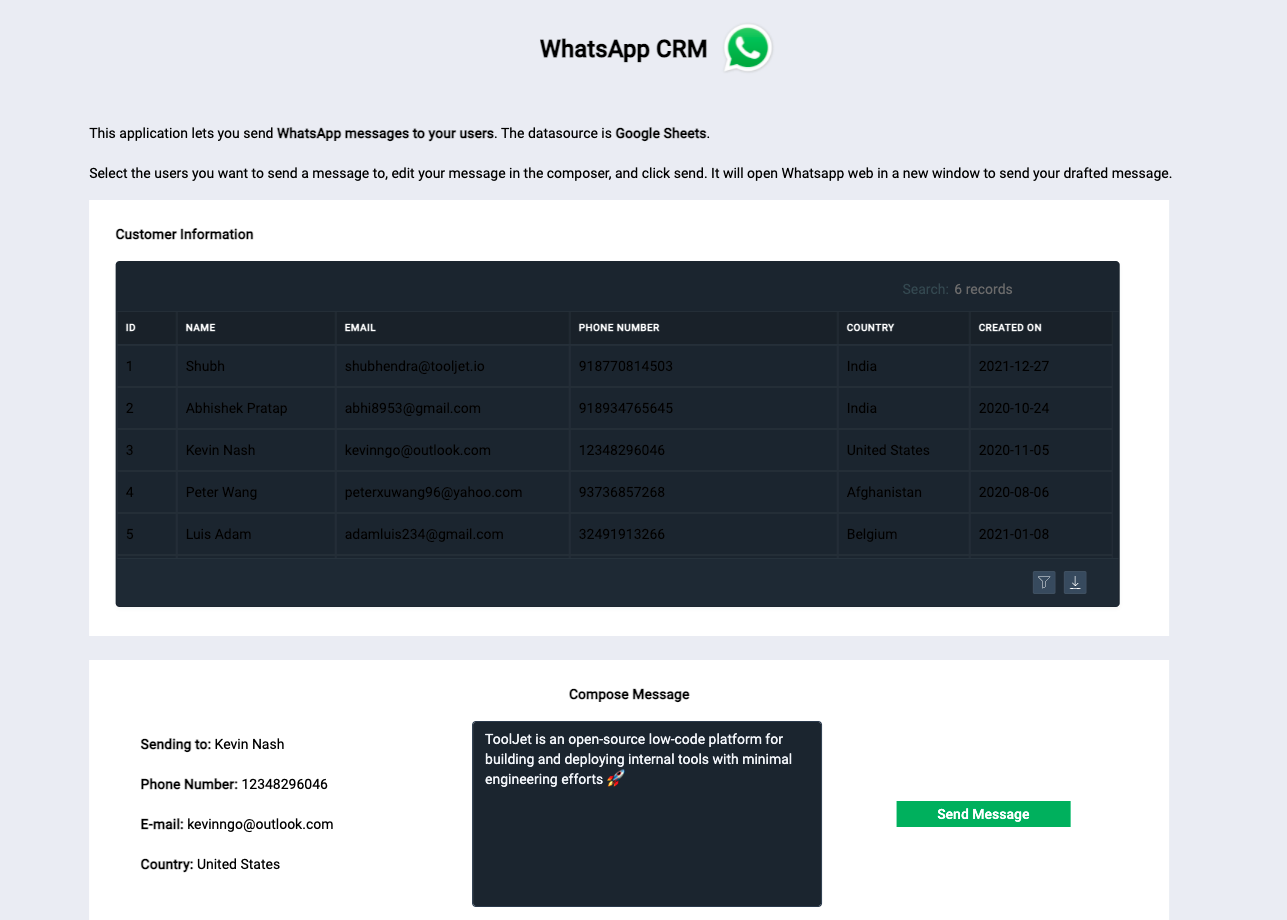 WhatsApp CRM
This application lets you send WhatsApp messages to your users. The datasource is Google Sheets.
Select the users you want to send a message to, edit your message in the composer, and click send. It will open Whatsapp web in a new window to send your drafted message.
Customer Information
Search: 6 records
ID NAME EMAIL PHONE NUMBER COUNTRY CREATED ON
1 Shubh shubhendra@tooljet.io 918770814503 India 2021-12-27
2 Abhishek Pratap abhi8953@gmail.com 918934765645 India 2020-10-24
3 Kevin Nash kevinngo@outlook.com 12348296046 United States 2020-11-05
4 Peter Wang peterxuwang96@yahoo.com 93736857268 Afghanistan 2020-08-06
5 Luis Adam adamluis234@gmail.com 32491913266 Belgium 2021-01-08
Compose Message
Sending to: Kevin Nash
Phone Number: 12348296046
E-mail: kevinngo@outlook.com
Country: United States
ToolJet is an open-source low-code platform for
building and deploying internal tools with minimal
engineering efforts 🚀
Send Message